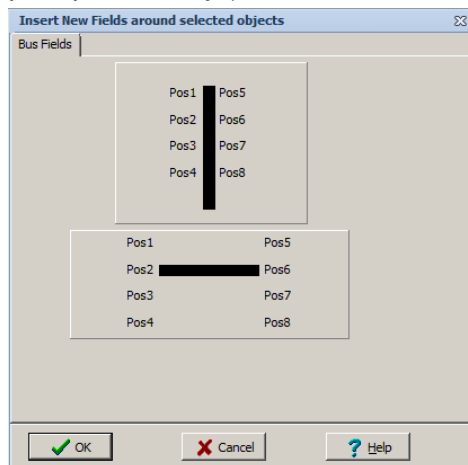 Insert New Fields around selected objects
Bus Fields
Pos1 Pos5
Pos2 Pos6
Pos3 Pos7
Pos4 Pos8
Pos1 Pos5
Pos2 Pos6
Pos3 Pos7
Pos4 Pos8
OK Cancel Help